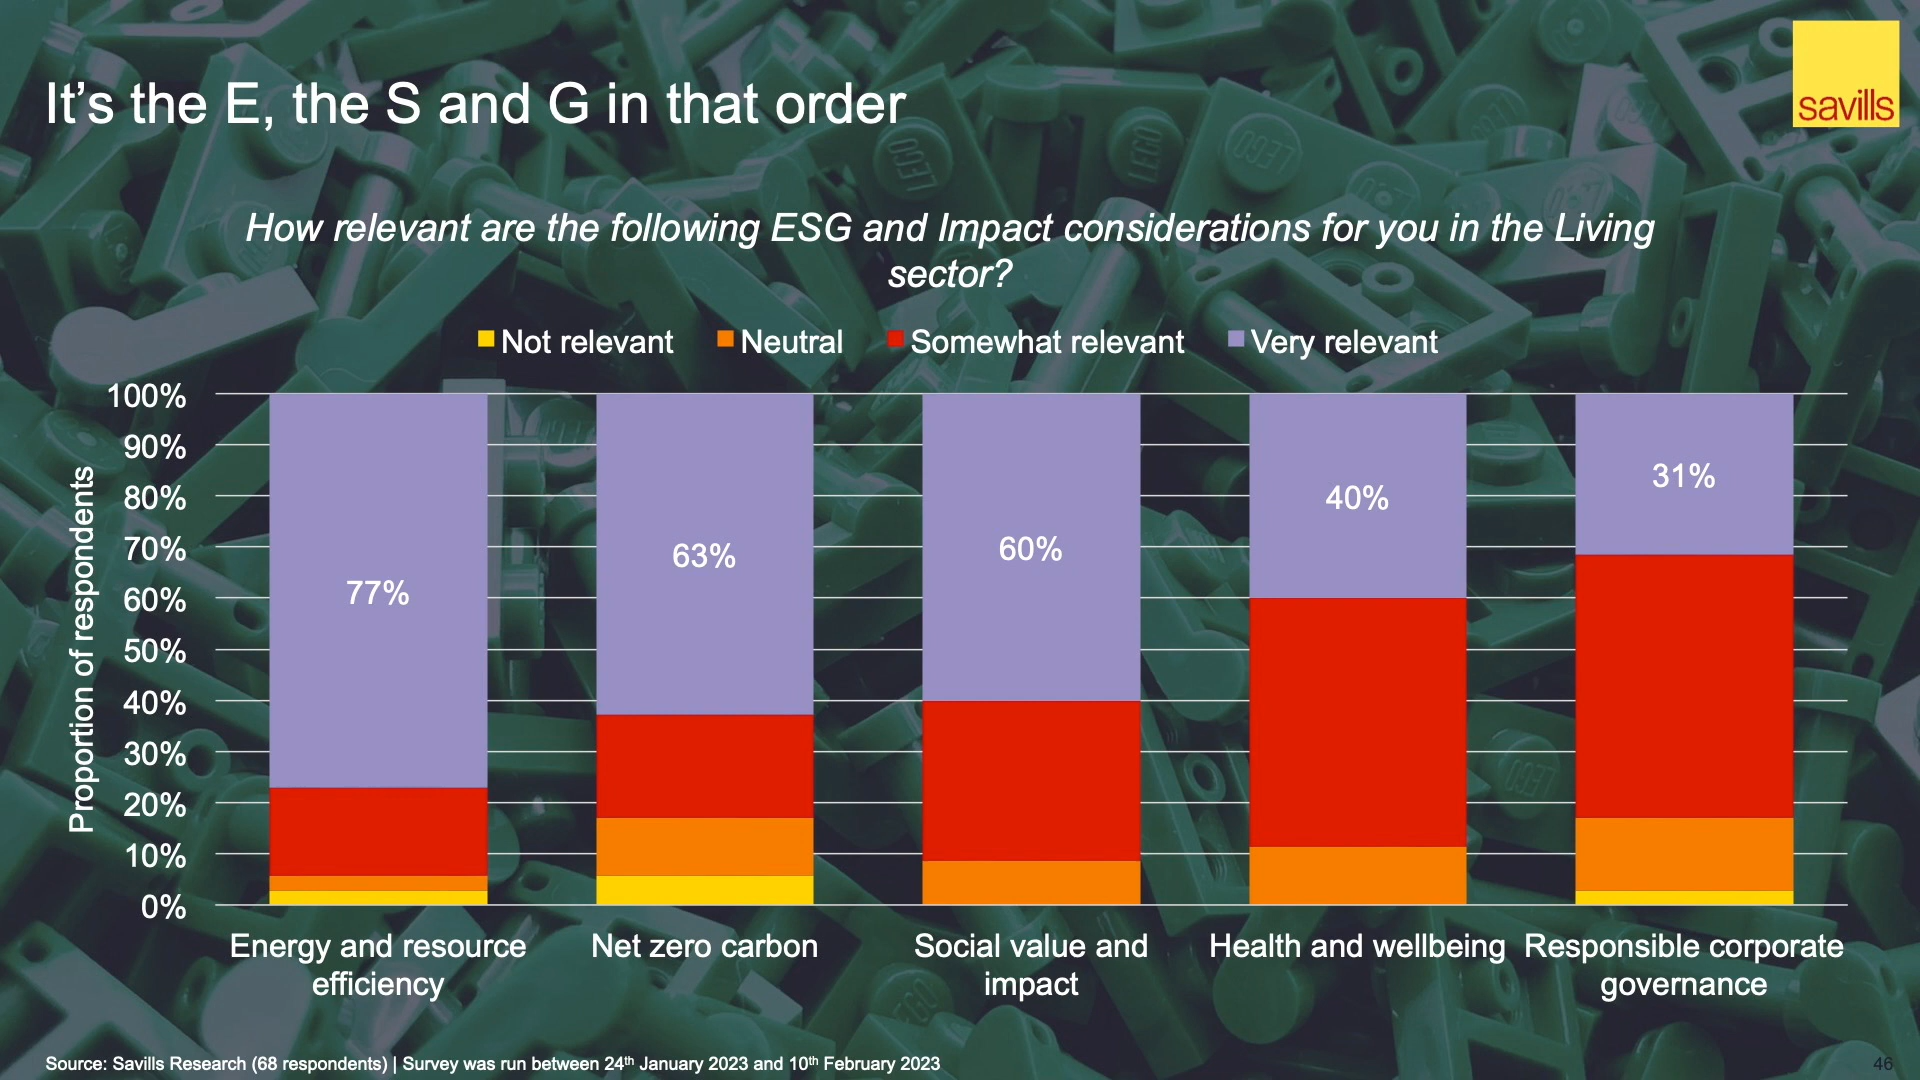 It's the E, the S and G in that order
savills
How relevant are the following ESG and Impact considerations for you in the Living
sector?
Not relevant
Neutral
Somewhat relevant
Very relevant
Proportion of respondents
100%
90%
80%
70%
60%
50%
40%
30%
20%
10%
0%
77%
63%
60%
40%
31%
Energy and resource
efficiency
Net zero carbon
Social value and
impact
Health and wellbeing
Responsible corporate
governance
Source: Savills Research (68 respondents) | Survey was run between 24th January 2023 and 10th February 2023
46
LEGO
LEGO
LEGO